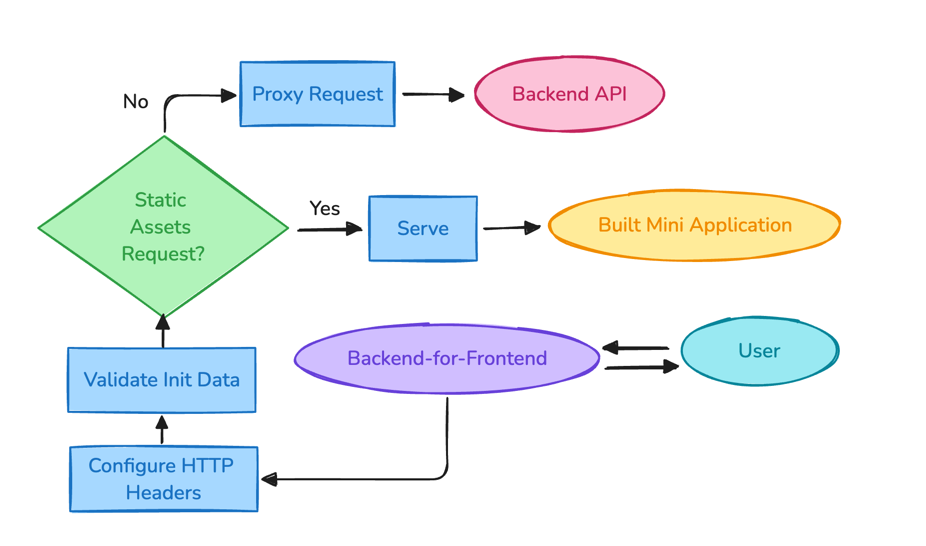 No
Proxy Request
Backend API
Static
Assets
Request?
Yes
Serve
Built Mini Application
Validate Init Data
Backend-for-Frontend
User
Configure HTTP
Headers